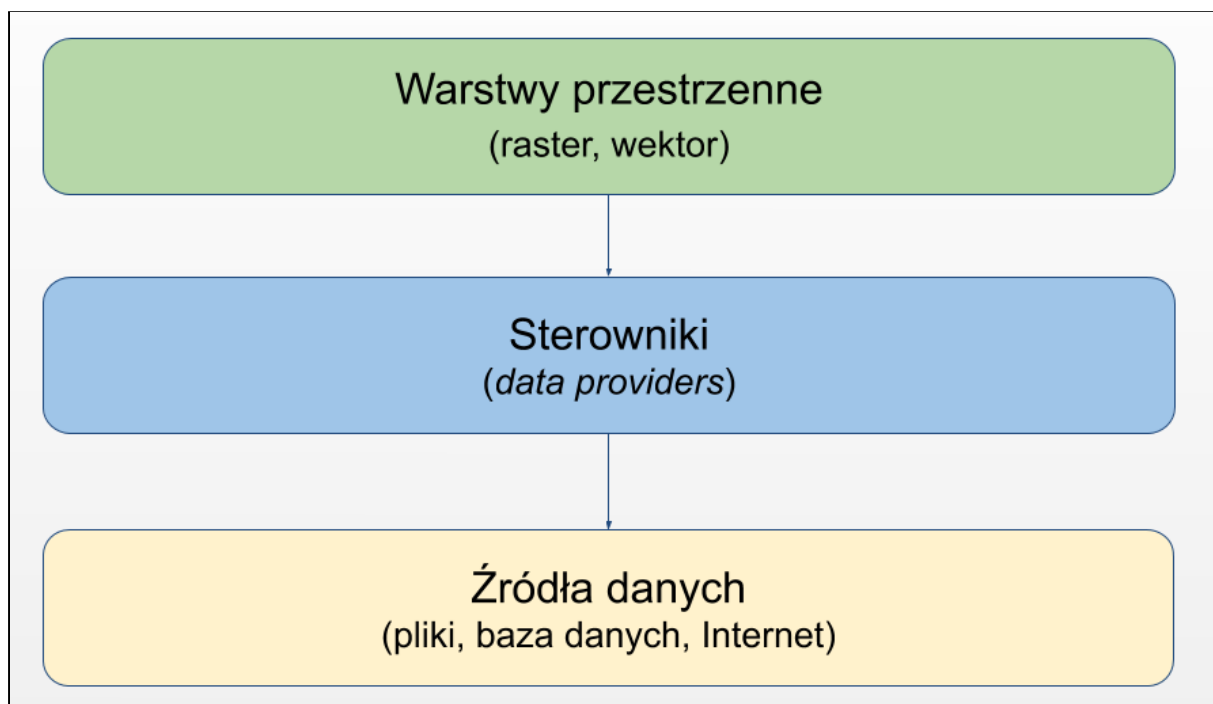 Warstwy przestrzenne
(raster, wektor)
Sterowniki
(data providers)
Źródła danych
(pliki, baza danych, Internet)